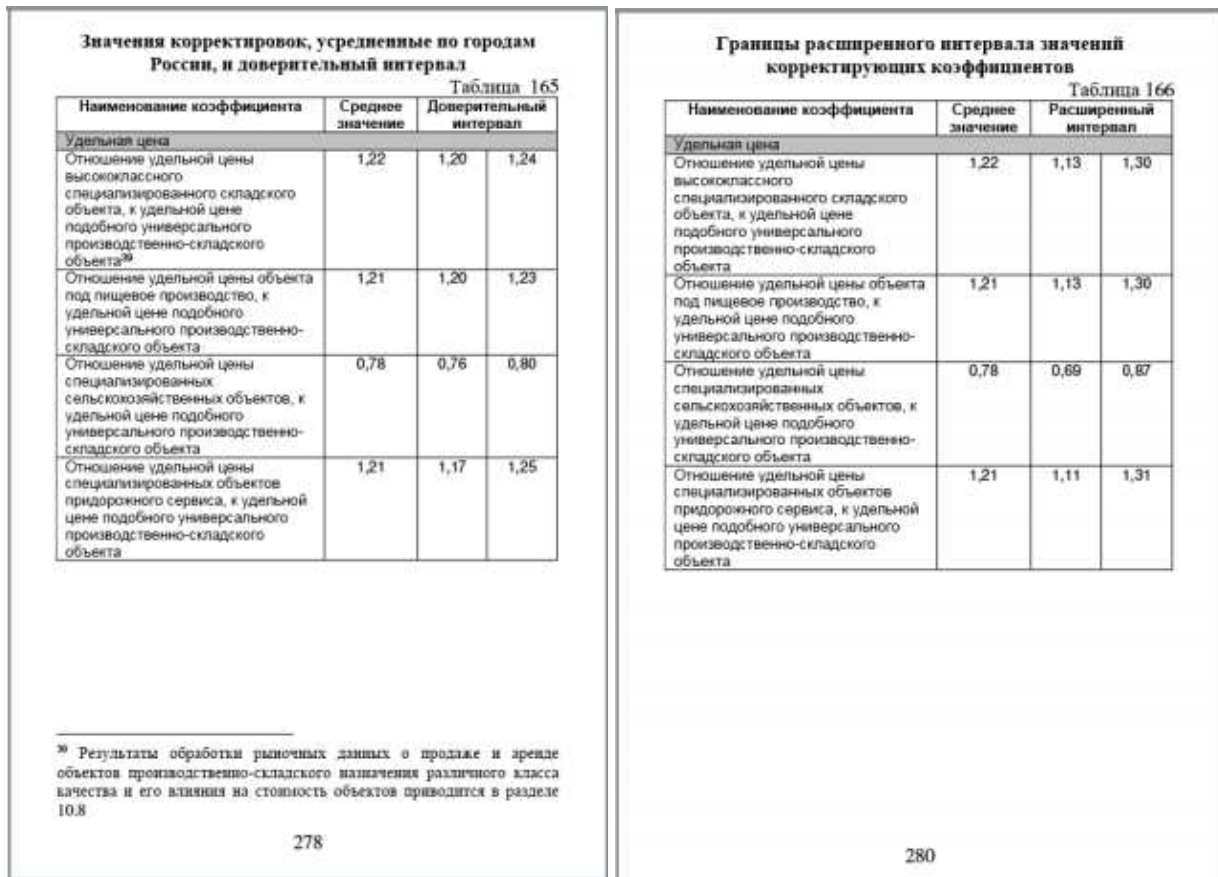 Значения корректировок, усредненные по городам
России, и доверительный интервал
Таблица 165
Наименование коэффициента Среднее Доверительный
значение интервал
Удельная цена
Отношение удельной цены 1,22 1,20 1,24
высококлассного
специализированного складского
объекта, к удельной цене
подобного универсального
производственно-складского
объекта³⁹
Отношение удельной цены объекта 1,21 1,20 1,23
под пищевое производство, к
удельной цене подобного
универсального производственно-
складского объекта
Отношение удельной цены 0,78 0,76 0,80
специализированных
сельскохозяйственных объектов, к
удельной цене подобного
универсального производственно-
складского объекта
Отношение удельной цены 1,21 1,17 1,25
специализированных объектов
придорожного сервиса, к удельной
цене подобного универсального
производственно-складского
объекта
³⁹ Результаты обработки рыночных данных о продаже и аренде
объектов производственно-складского назначения различного класса
качества и его влияния на стоимость объектов приводится в разделе
10.8
278
Границы расширенного интервала значений
корректирующих коэффициентов
Таблица 166
Наименование коэффициента Среднее Расширенный
значение интервал
Удельная цена
Отношение удельной цены 1,22 1,13 1,30
высококлассного
специализированного складского
объекта, к удельной цене
подобного универсального
производственно-складского
объекта
Отношение удельной цены объекта 1,21 1,13 1,30
под пищевое производство, к
удельной цене подобного
универсального производственно-
складского объекта
Отношение удельной цены 0,78 0,69 0,87
специализированных
сельскохозяйственных объектов, к
удельной цене подобного
универсального производственно-
складского объекта
Отношение удельной цены 1,21 1,11 1,31
специализированных объектов
придорожного сервиса, к удельной
цене подобного универсального
производственно-складского
объекта
280